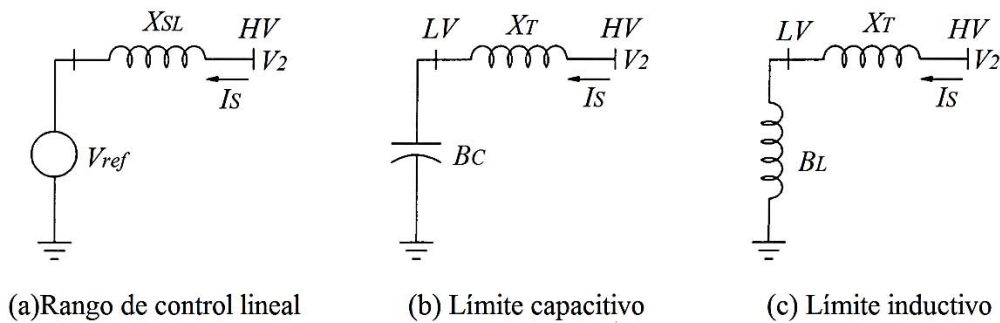 XSL
HV
V2
IS
Vref
(a)Rango de control lineal
LV
XT
HV
V2
IS
BC
(b) Límite capacitivo
LV
XT
HV
V2
IS
BL
(c) Límite inductivo